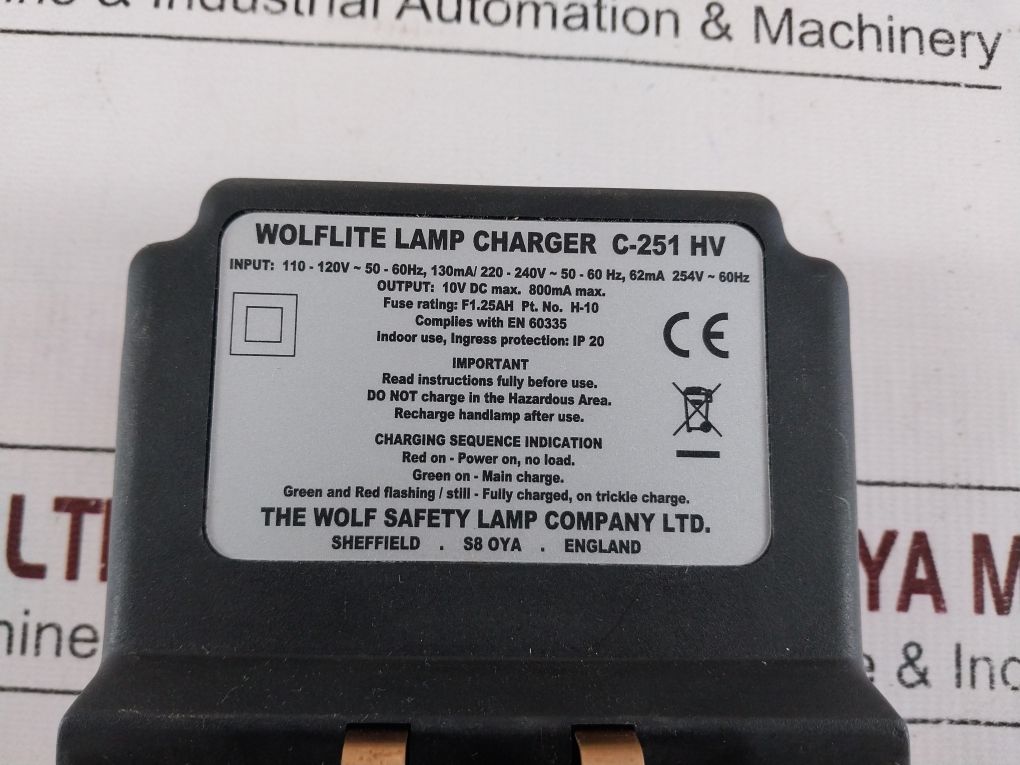 & Industrial Automation & Machinery
WOLFLITE LAMP CHARGER C-251 HV
INPUT: 110 - 120V ~ 50 - 60Hz, 130mA/ 220 - 240V ~ 50 - 60 Hz, 62mA 254V ~ 60Hz
OUTPUT: 10V DC max. 800mA max.
Fuse rating: F1.25AH Pt. No. H-10
Complies with EN 60335
Indoor use, Ingress protection: IP 20
CE
IMPORTANT
Read instructions fully before use.
DO NOT charge in the Hazardous Area.
Recharge handlamp after use.
CHARGING SEQUENCE INDICATION
Red on - Power on, no load.
Green on - Main charge.
Green and Red flashing / still - Fully charged, on trickle charge.
THE WOLF SAFETY LAMP COMPANY LTD.
SHEFFIELD . S8 OYA . ENGLAND
YA M
& Ind